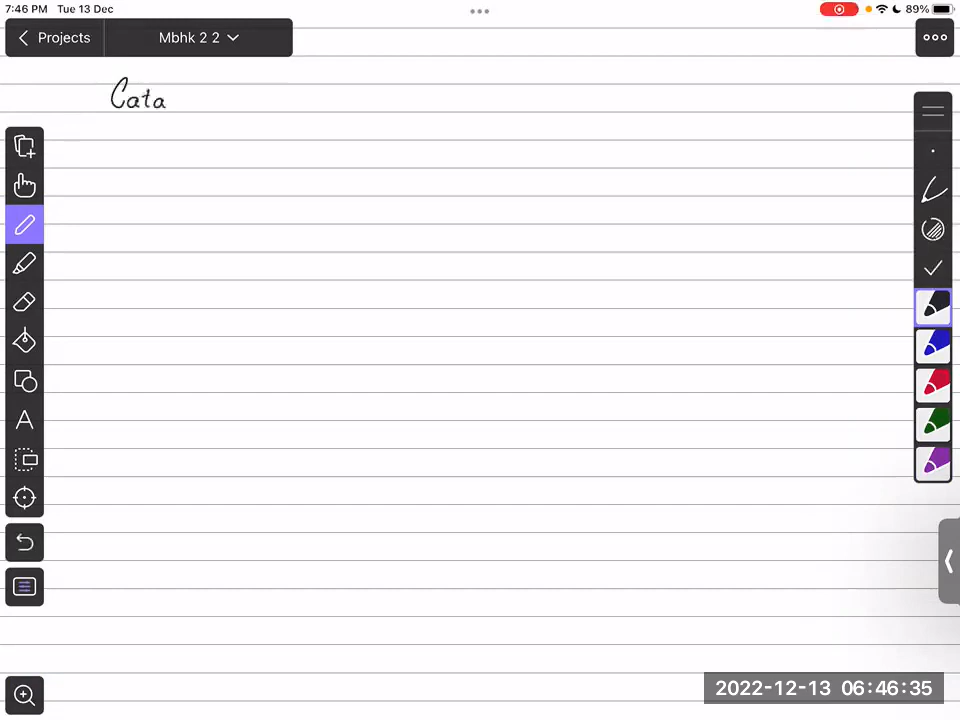 7:46 PM Tue 13 Dec
89%
Projects
Mbhk 2 2
Cata
A
2022-12-13 06:46:35